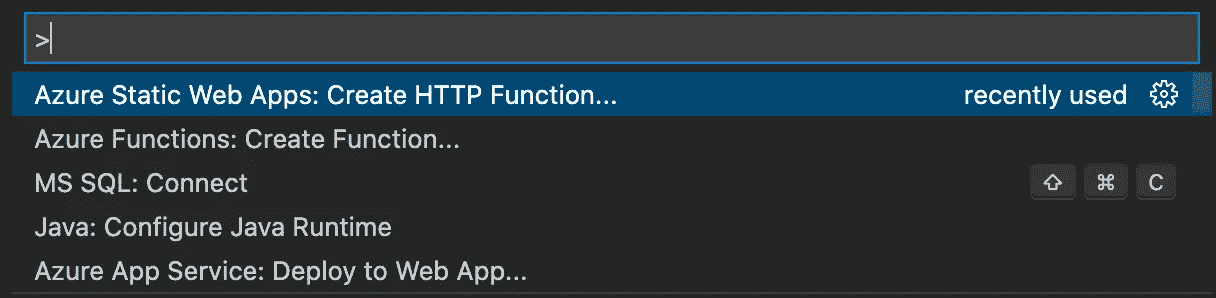 >
Azure Static Web Apps: Create HTTP Function... recently used
Azure Functions: Create Function...
MS SQL: Connect ⇧ ⌘ C
Java: Configure Java Runtime
Azure App Service: Deploy to Web App...